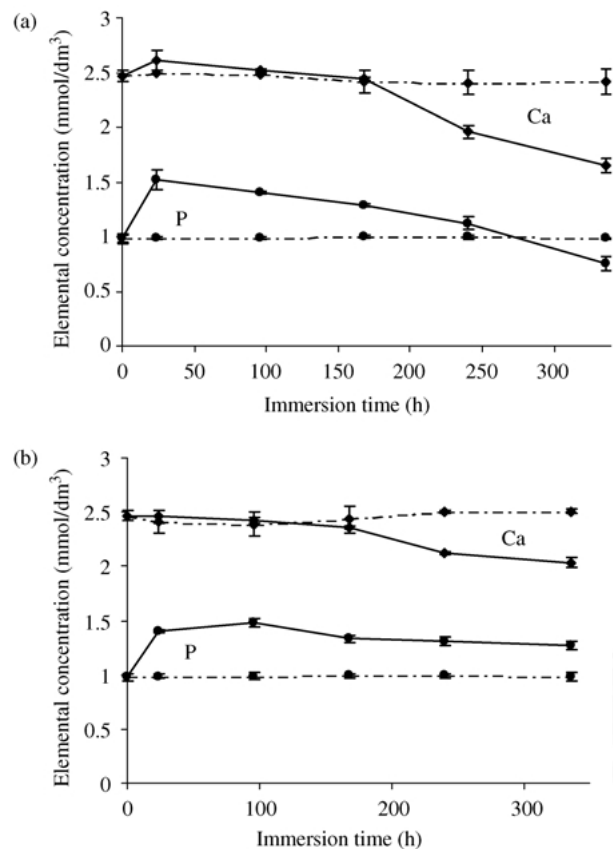 (a)
Elemental concentration (mmol/dm³)
3
2.5
2
1.5
1
0.5
0
Ca
P
0 50 100 150 200 250 300
Immersion time (h)
(b)
Elemental concentration (mmol/dm³)
3
2.5
2
1.5
1
0.5
0
Ca
P
0 100 200 300
Immersion time (h)